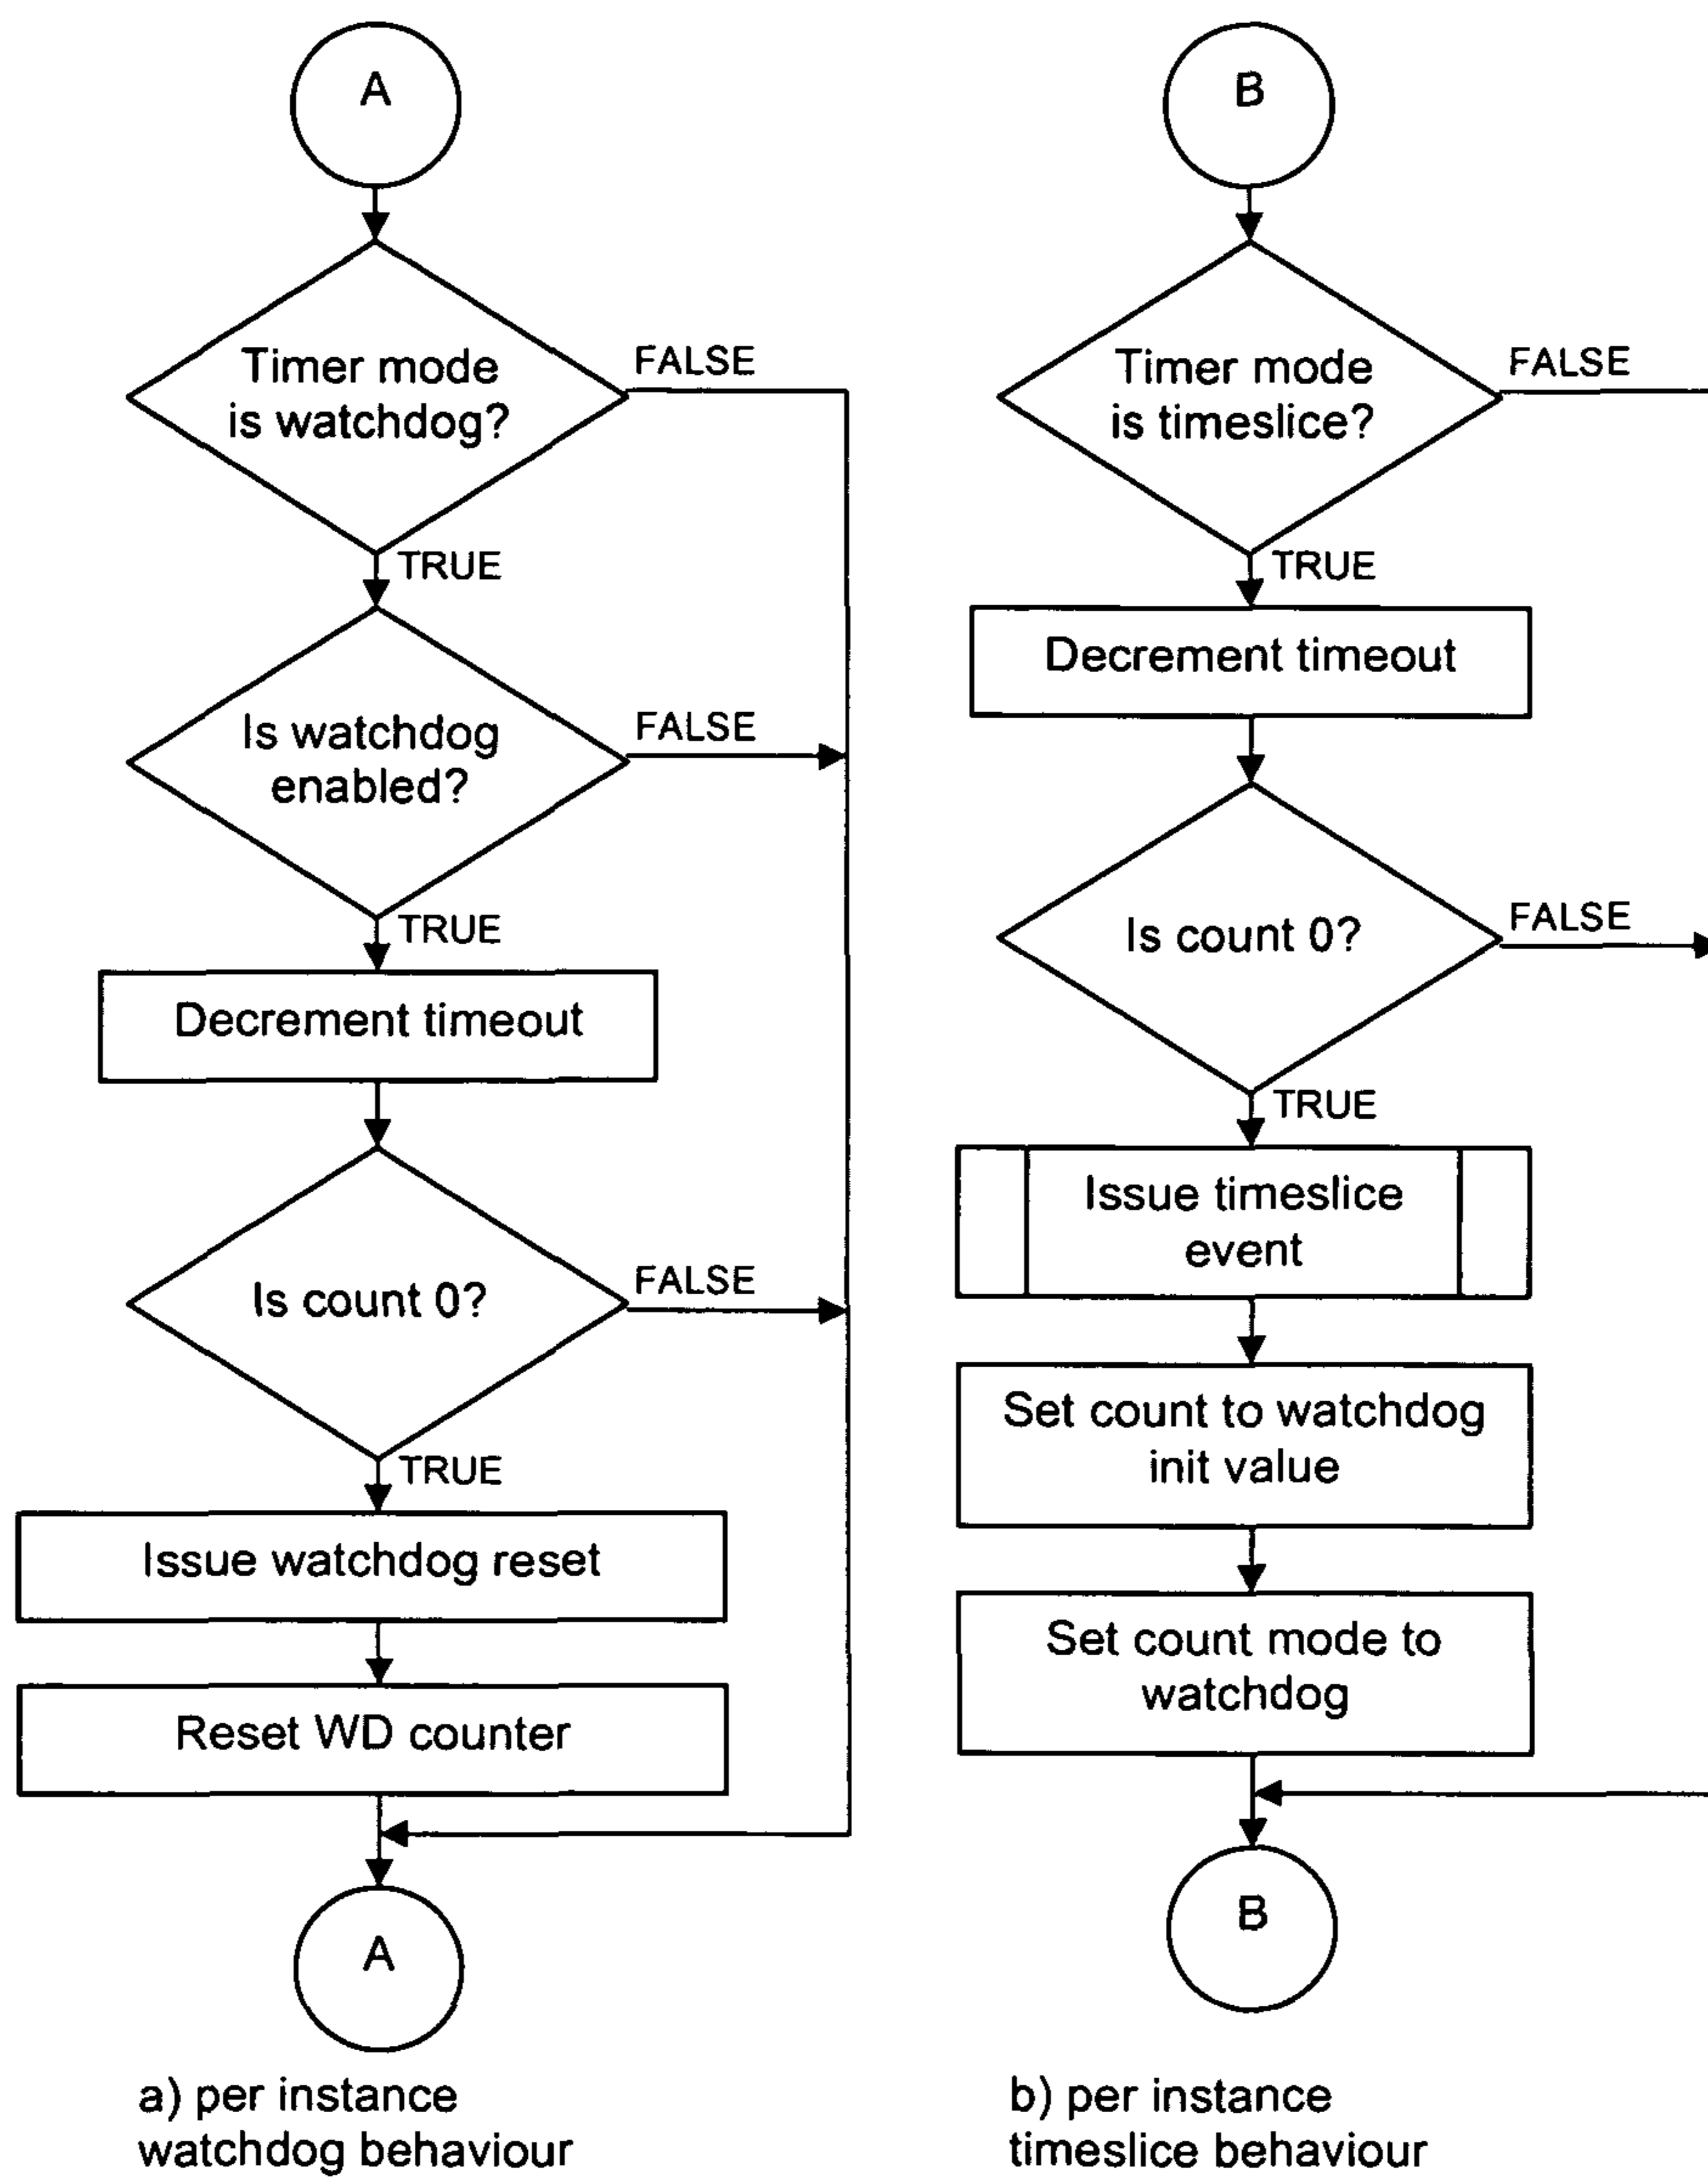 A
Timer mode
is watchdog?
FALSE
TRUE
Is watchdog
enabled?
FALSE
TRUE
Decrement timeout
Is count 0?
FALSE
TRUE
Issue watchdog reset
Reset WD counter
A
a) per instance
watchdog behaviour
B
Timer mode
is timeslice?
FALSE
TRUE
Decrement timeout
Is count 0?
FALSE
TRUE
Issue timeslice
event
Set count to watchdog
init value
Set count mode to
watchdog
B
b) per instance
timeslice behaviour